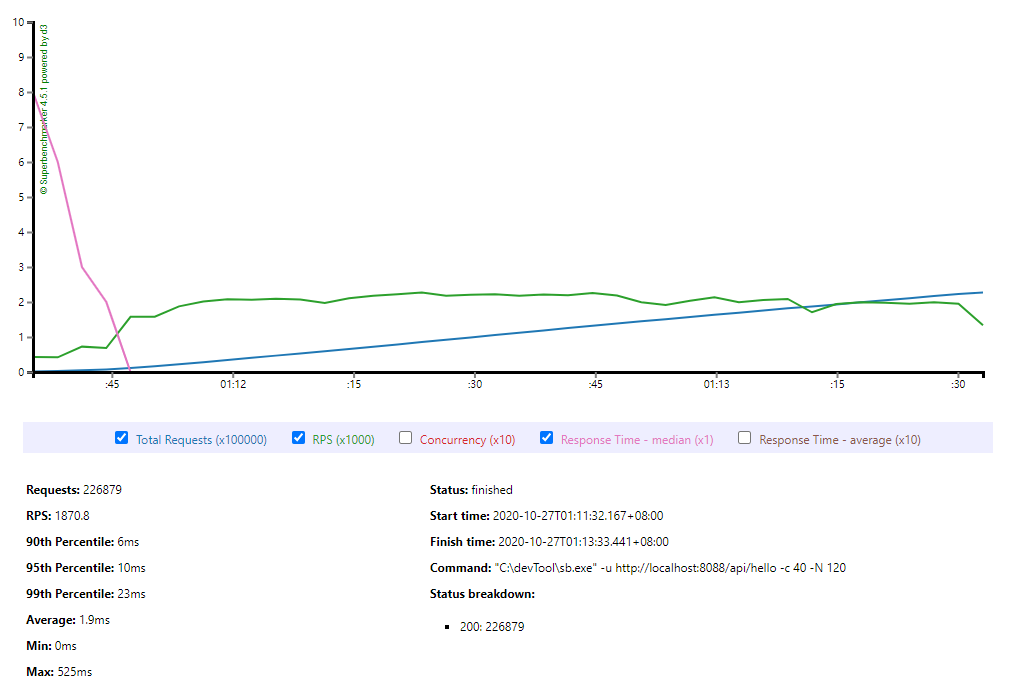 10
9
8
7
6
5
4
3
2
1
0
© Superbenchmarker 4.5.1 powered by d3
:45 01:12 :15 :30 :45 01:13 :15 :30
Total Requests (x100000) RPS (x1000) Concurrency (x10) Response Time - median (x1) Response Time - average (x10)
Requests: 226879
RPS: 1870.8
90th Percentile: 6ms
95th Percentile: 10ms
99th Percentile: 23ms
Average: 1.9ms
Min: 0ms
Max: 525ms
Status: finished
Start time: 2020-10-27T01:11:32.167+08:00
Finish time: 2020-10-27T01:13:33.441+08:00
Command: "C:\devTool\sb.exe" -u http://localhost:8088/api/hello -c 40 -N 120
Status breakdown:
200: 226879